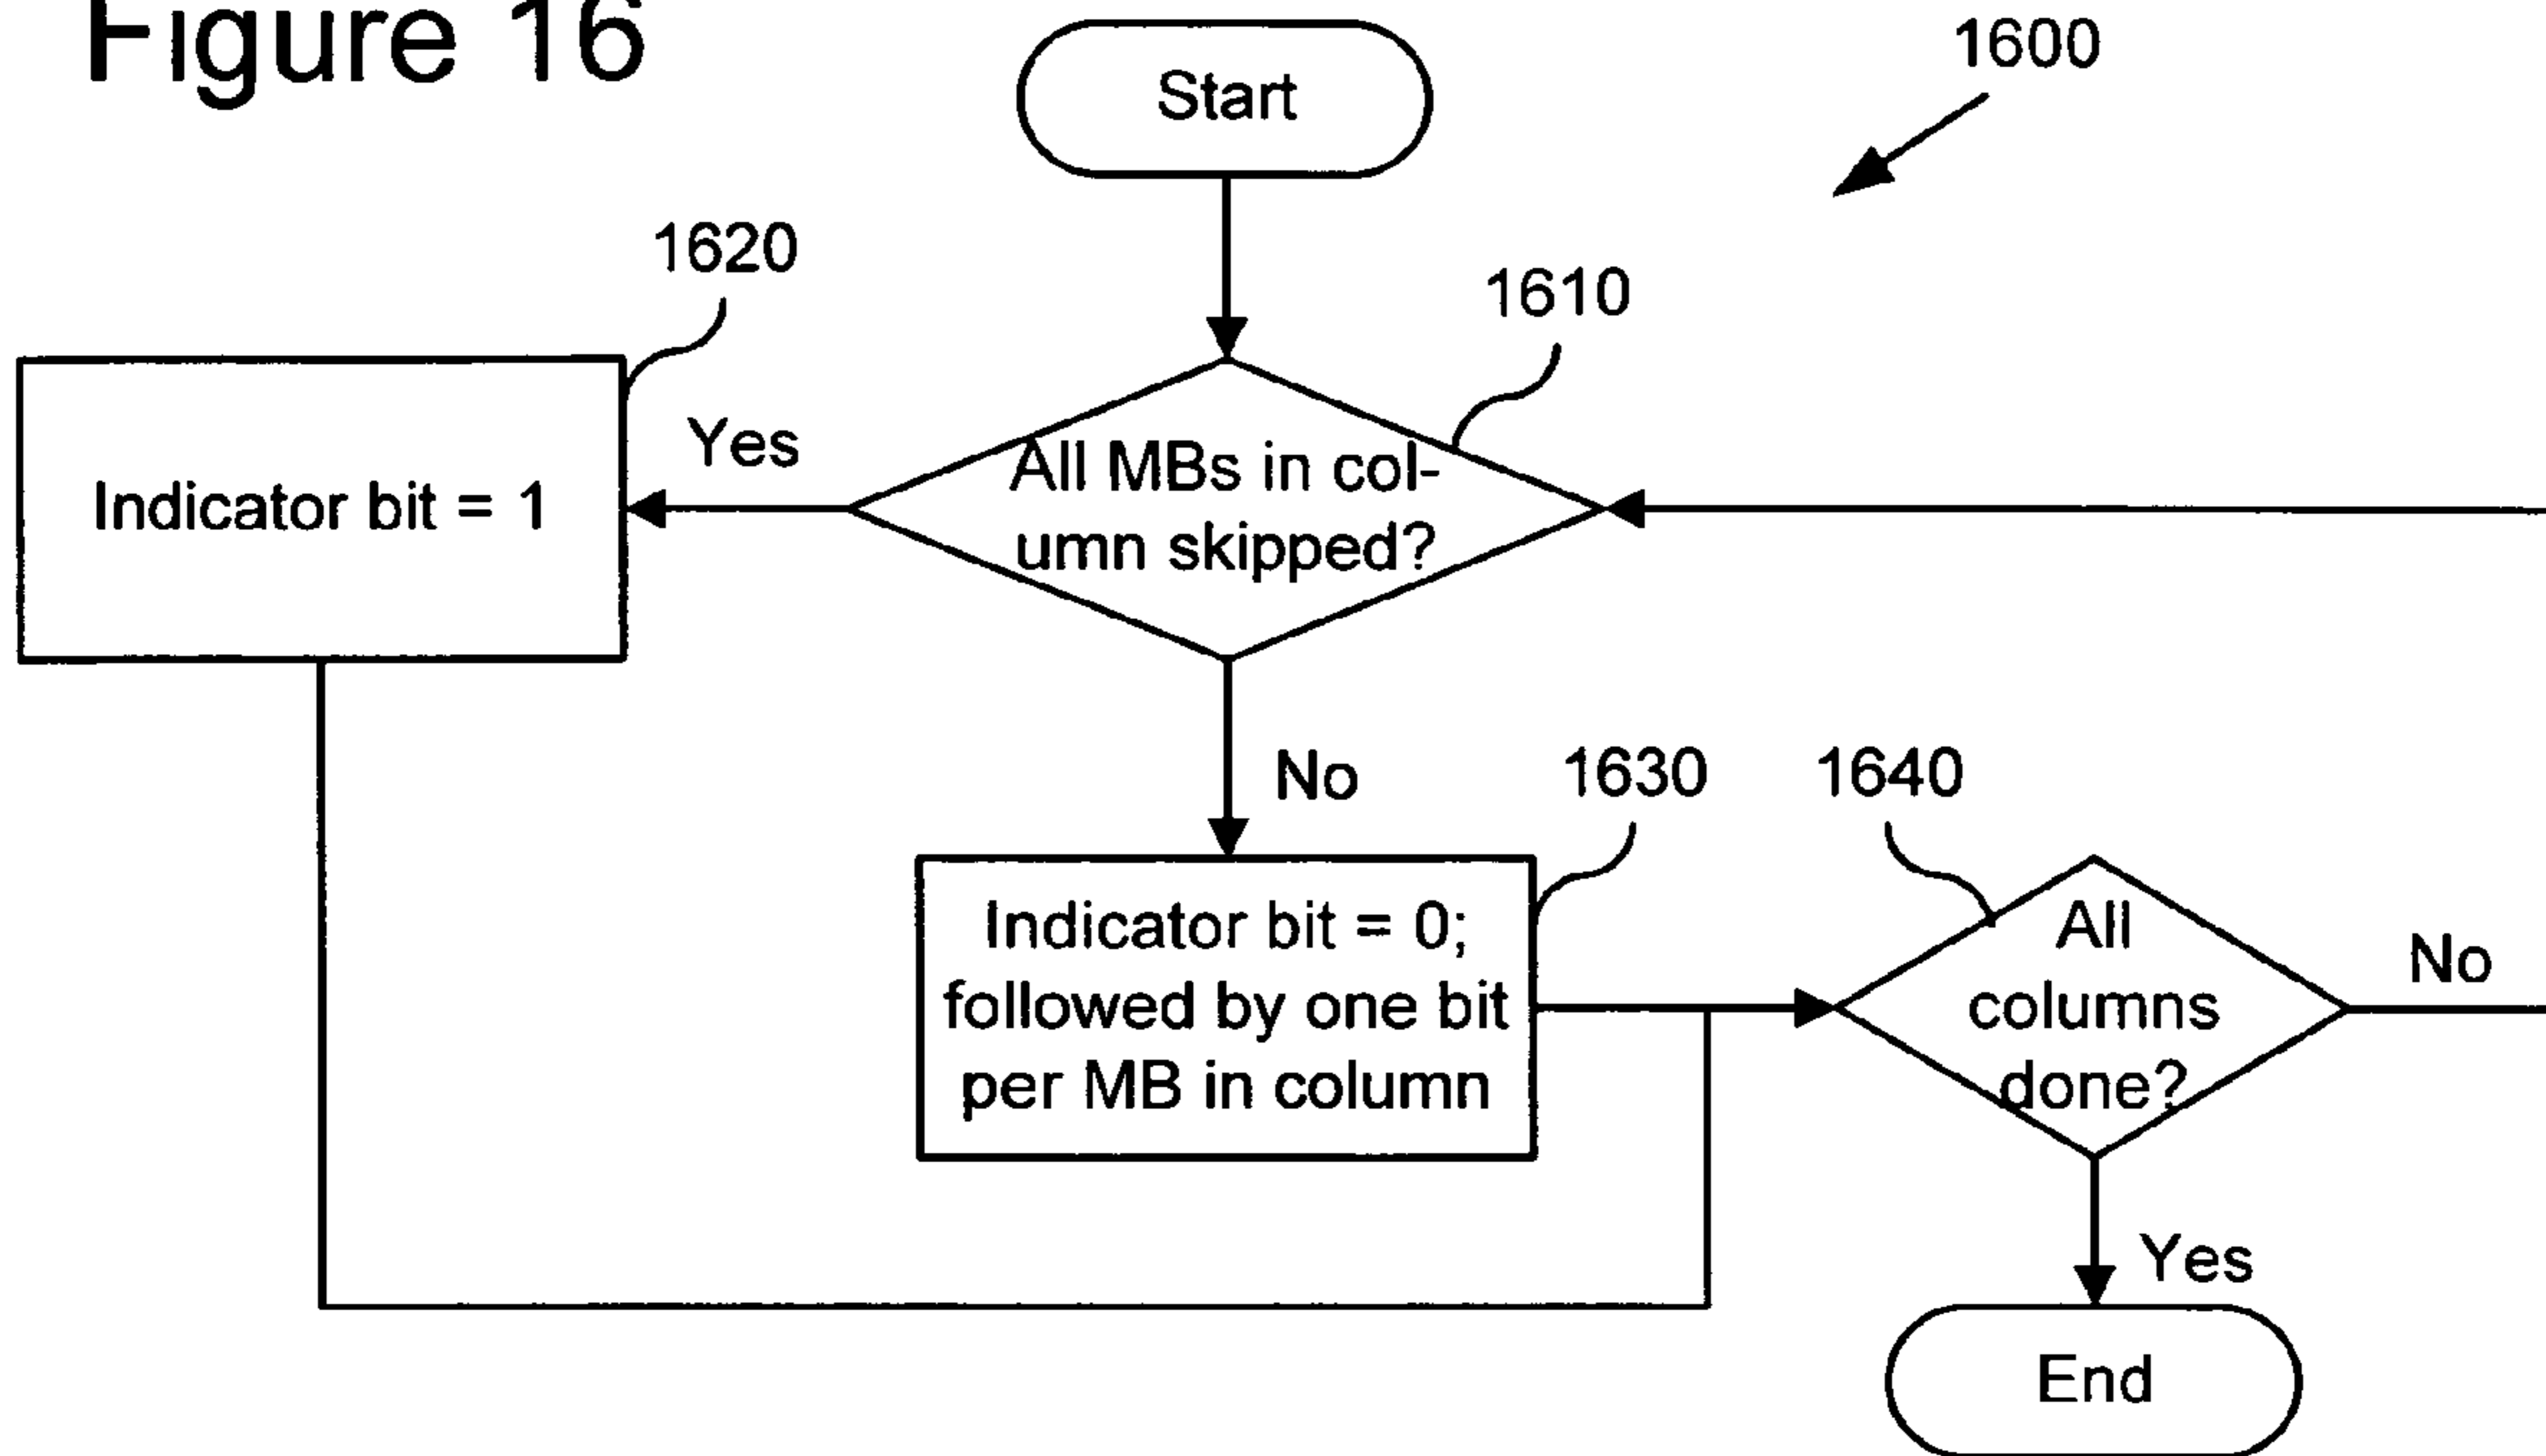 Figure 16
Start
1600
1620
1610
Yes
All MBs in col-
umn skipped?
Indicator bit = 1
No
1630
1640
Indicator bit = 0;
followed by one bit
per MB in column
All
columns
done?
No
Yes
End